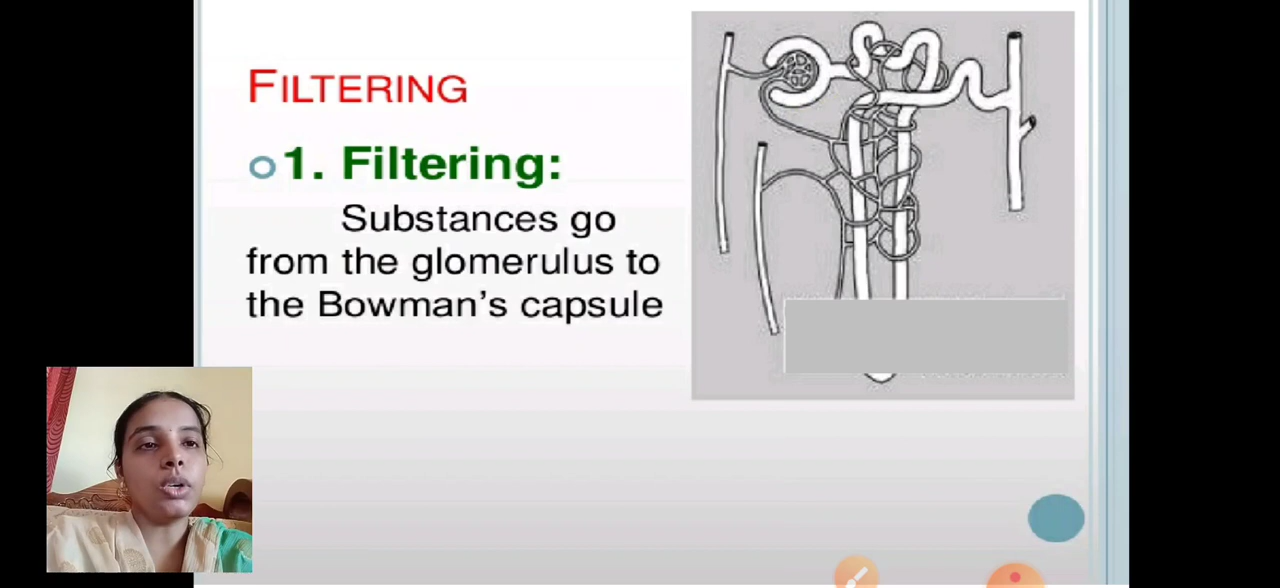 FILTERING
1. Filtering:
Substances go
from the glomerulus to
the Bowman's capsule